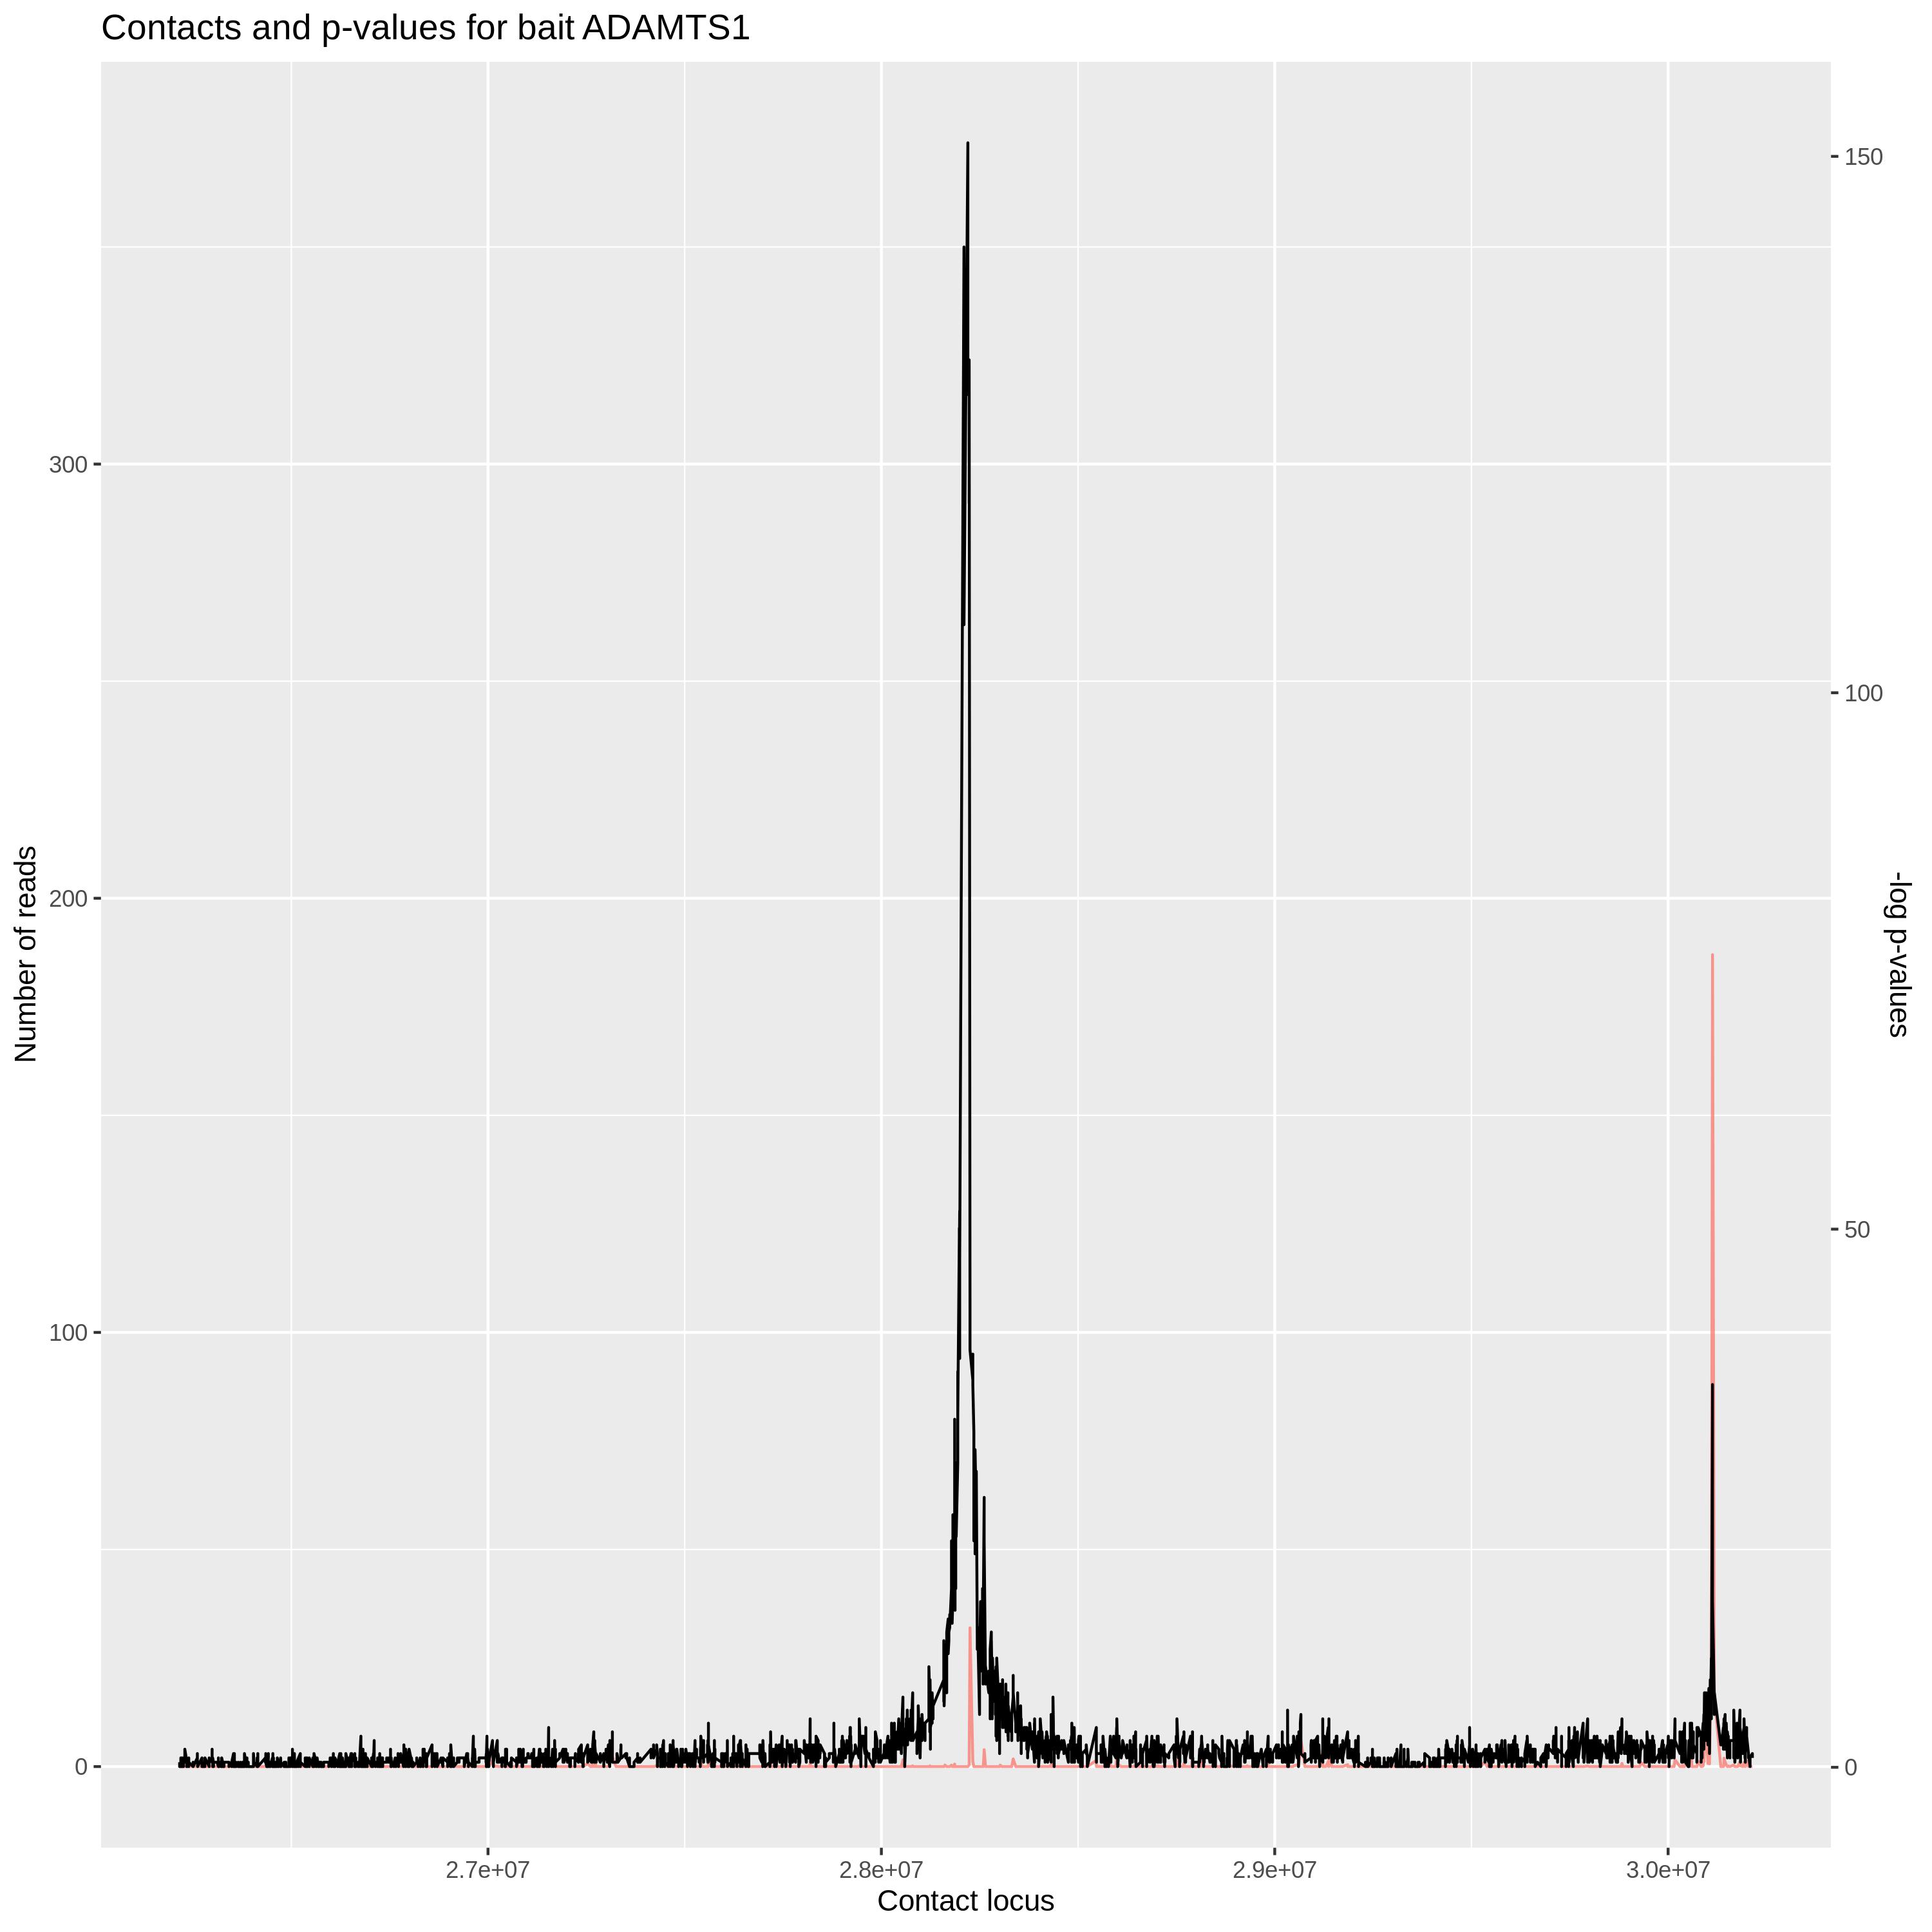 Contacts and p-values for bait ADAMTS1
Number of reads
300
200
100
0
150
100
50
0
-log p-values
2.7e+07
2.8e+07
2.9e+07
3.0e+07
Contact locus